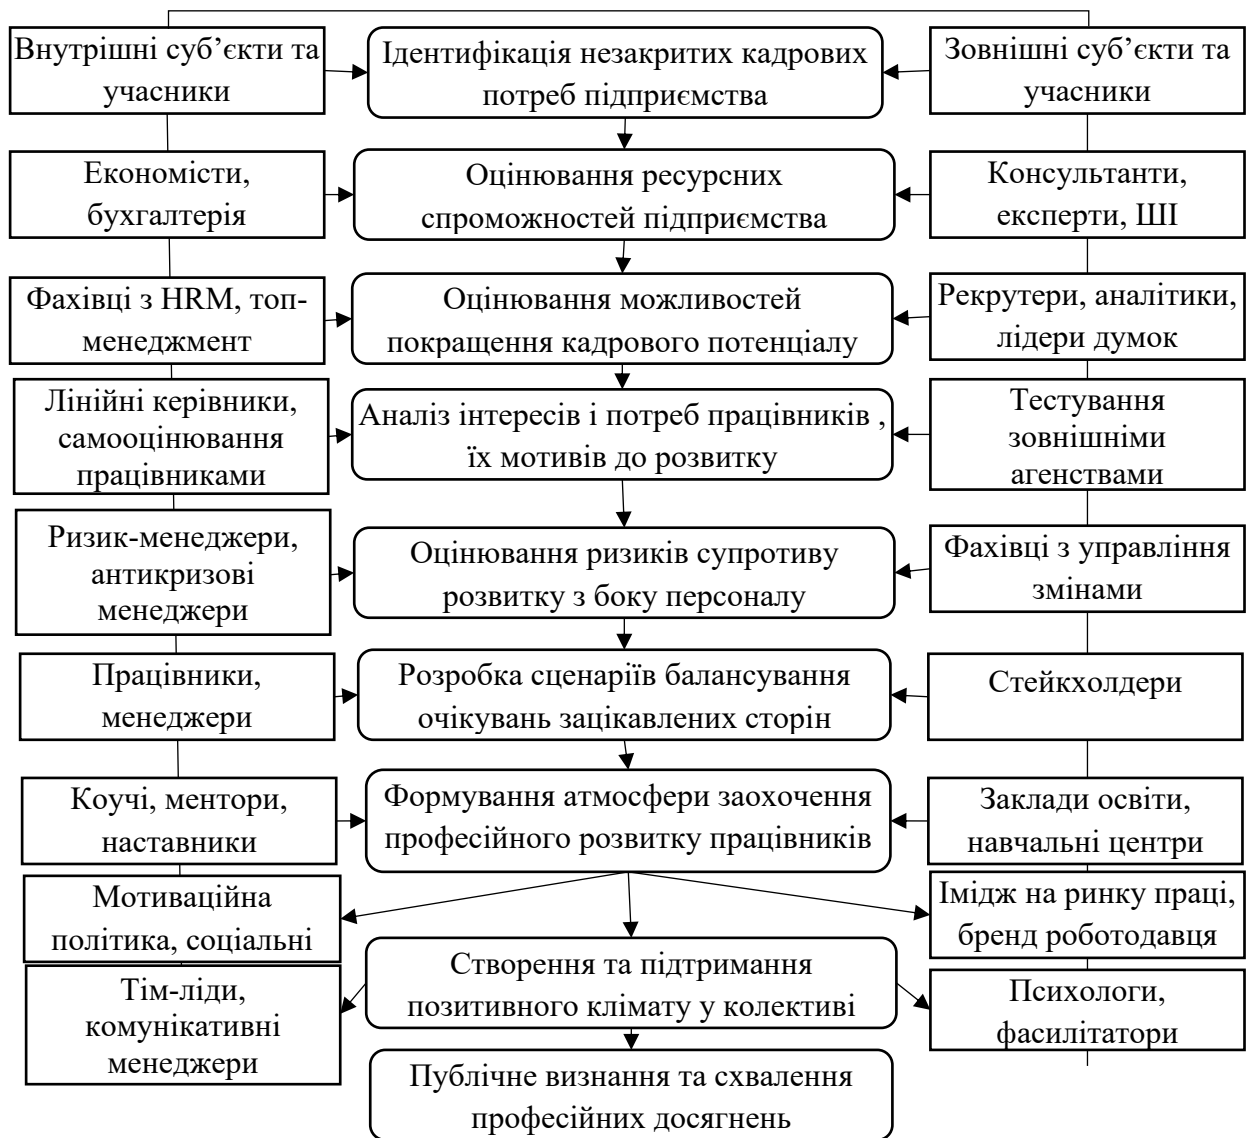 Внутрішні суб’єкти та
учасники
Ідентифікація незакритих кадрових
потреб підприємства
Зовнішні суб’єкти та
учасники
Економісти,
бухгалтерія
Оцінювання ресурсних
спроможностей підприємства
Консультанти,
експерти, ШІ
Фахівці з HRM, топ-
менеджмент
Оцінювання можливостей
покращення кадрового потенціалу
Рекрутери, аналітики,
лідери думок
Лінійні керівники,
самооцінювання
працівниками
Аналіз інтересів і потреб працівників ,
їх мотивів до розвитку
Тестування
зовнішніми
агенствами
Ризик-менеджери,
антикризові
менеджери
Оцінювання ризиків супротиву
розвитку з боку персоналу
Фахівці з управління
змінами
Працівники,
менеджери
Розробка сценаріїв балансування
очікувань зацікавлених сторін
Стейкхолдери
Коучі, ментори,
наставники
Формування атмосфери заохочення
професійного розвитку працівників
Заклади освіти,
навчальні центри
Мотиваційна
політика, соціальні
Імідж на ринку праці,
бренд роботодавця
Тім-ліди,
комунікативні
менеджери
Створення та підтримання
позитивного клімату у колективі
Психологи,
фасилітатори
Публічне визнання та схвалення
професійних досягнень